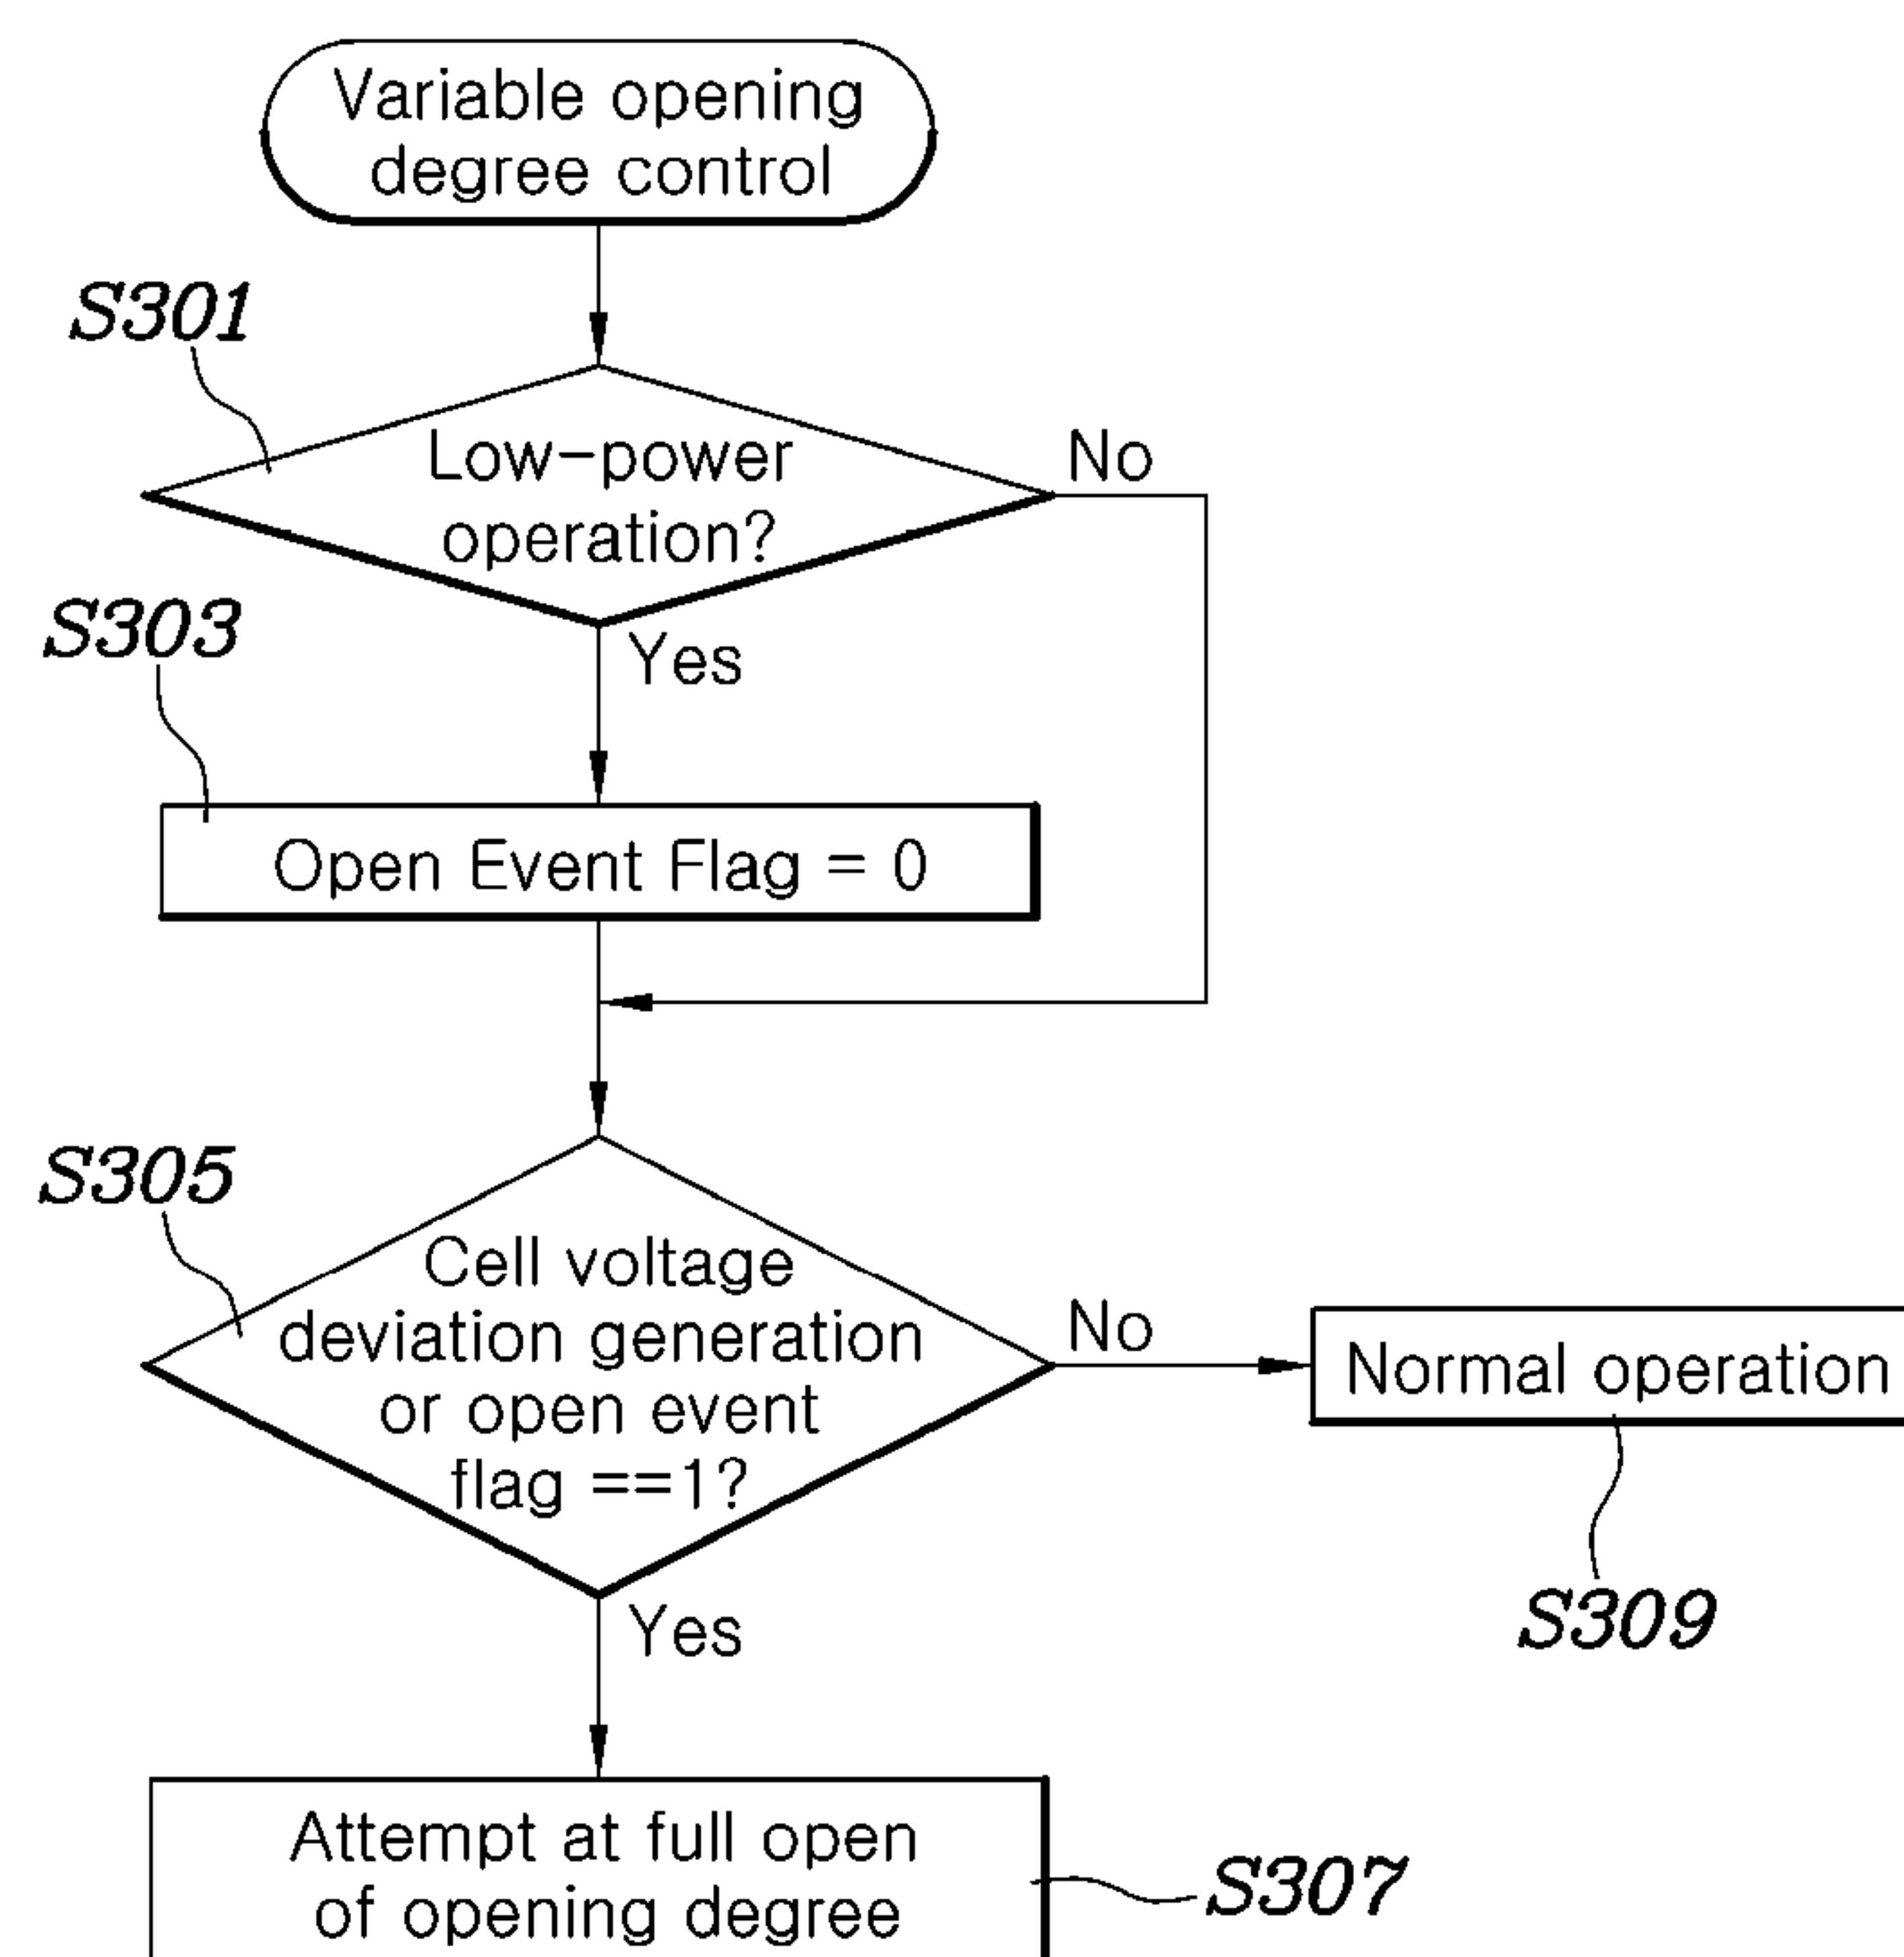 Variable opening
degree control
S301
Low-power
operation?
No
Yes
S303
Open Event Flag = 0
S305
Cell voltage
deviation generation
or open event
flag ==1?
No
Normal operation
S309
Yes
Attempt at full open
of opening degree
S307